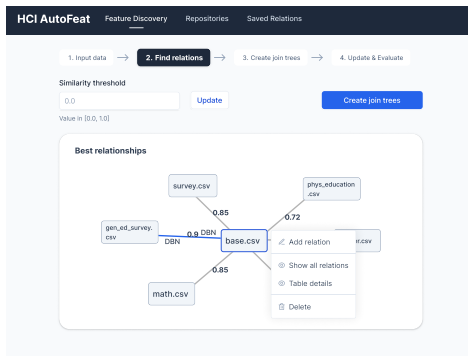 HCI AutoFeat
Feature Discovery
Repositories
Saved Relations
1. Input data
2. Find relations
3. Create join trees
4. Update & Evaluate
Similarity threshold
0.0
Update
Create join trees
Value in [0.0, 1.0]
Best relationships
survey.csv
phys_education
.csv
0.85
0.72
gen_ed_survey.
csv
0.9
DBN
DBN
base.csv
Add relation
r.csv
Show all relations
0.85
Table details
math.csv
Delete